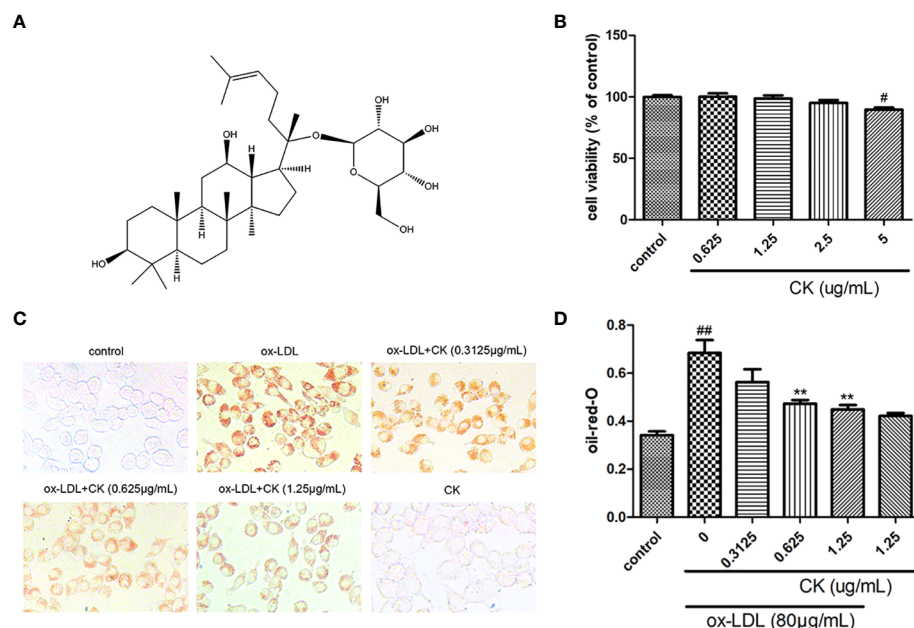 A
OH
OH
O
OH
H
H
O
OH
OH
H
H
HO
H
B
cell viability (% of control)
150
100
50
0
#
control
0.625
1.25
2.5
5
CK (ug/mL)
C
control
ox-LDL
ox-LDL+CK (0.3125μg/mL)
ox-LDL+CK (0.625μg/mL)
ox-LDL+CK (1.25μg/mL)
CK
D
oil-red-O
0.8
0.6
0.4
0.2
0.0
##
**
**
control
0
0.3125
0.625
1.25
1.25
CK (ug/mL)
ox-LDL (80μg/mL)